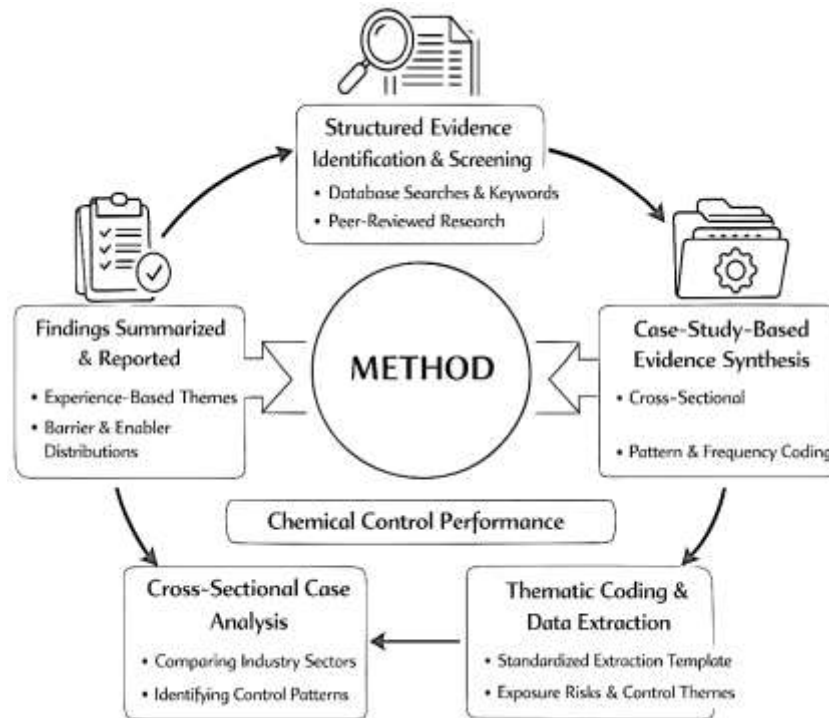 Structured Evidence
Identification & Screening
• Database Searches & Keywords
• Peer-Reviewed Research
Findings Summarized
& Reported
• Experience-Based Themes
• Barrier & Enabler
Distributions
METHOD
Case-Study-Based
Evidence Synthesis
• Cross-Sectional
• Pattern & Frequency Coding
Chemical Control Performance
Cross-Sectional Case
Analysis
• Comparing Industry Sectors
• Identifying Control Patterns
Thematic Coding &
Data Extraction
• Standardized Extraction Template
• Exposure Risks & Control Themes